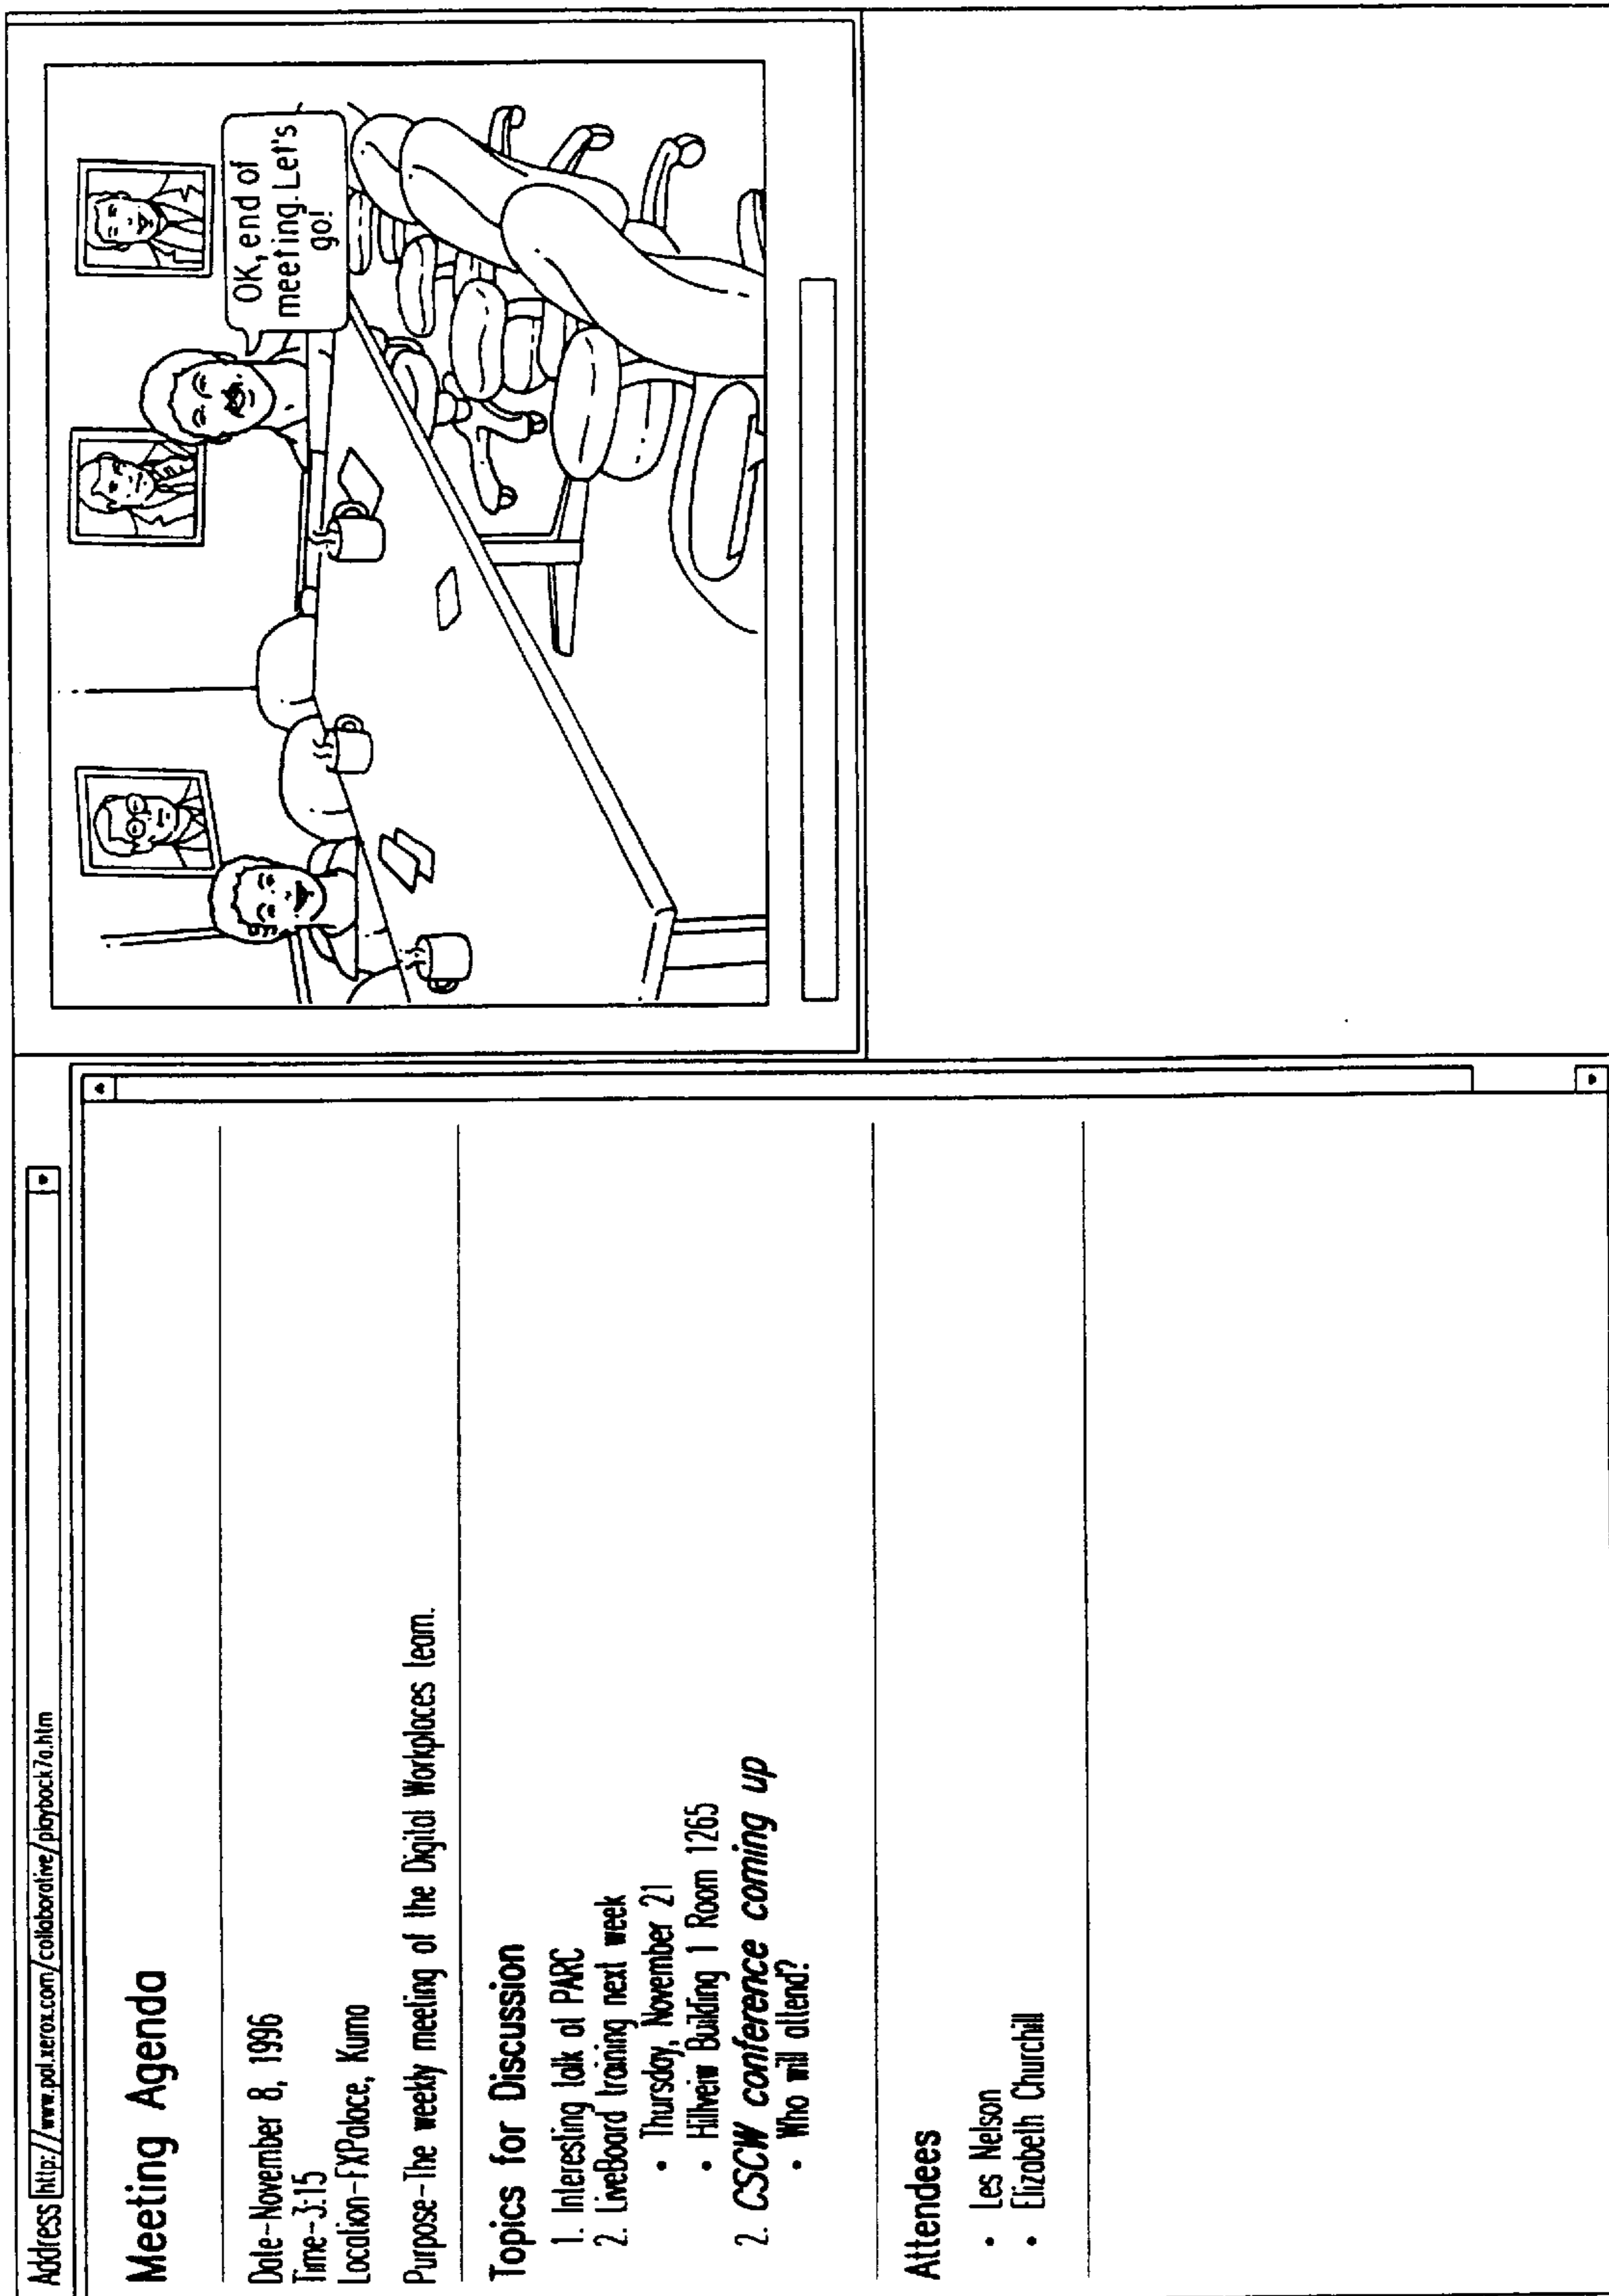 Address http://www.pal.xerox.com/collaborative/playbock7a.htm
Meeting Agenda
Date-November 8, 1996
Time-3:15
Location-FXPalace, Kumo
Purpose-The weekly meeting of the Digital Workplaces team.
Topics for Discussion
1. Interesting talk at PARC
2. LiveBoard training next week
• Thursday, November 21
• Hillveiw Building 1 Room 1265
2. CSCW conference coming up
• Who will attend?
Attendees
• Les Nelson
• Elizabeth Churchill
OK, end of
meeting. Let's
go!